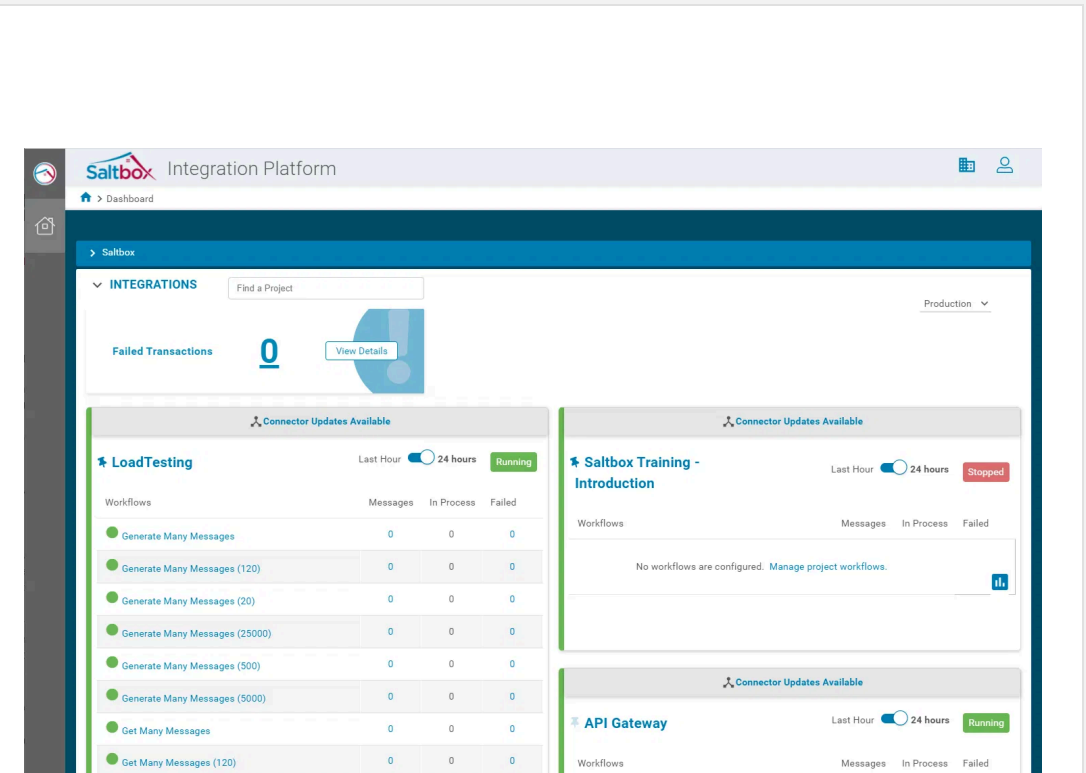 Saltbox Integration Platform
> Dashboard
> Saltbox
INTEGRATIONS
Find a Project
Production
Failed Transactions 0 View Details
Connector Updates Available
LoadTesting Last Hour 24 hours Running
Workflows Messages In Process Failed
Generate Many Messages 0 0 0
Generate Many Messages (120) 0 0 0
Generate Many Messages (20) 0 0 0
Generate Many Messages (25000) 0 0 0
Generate Many Messages (500) 0 0 0
Generate Many Messages (5000) 0 0 0
Get Many Messages 0 0 0
Get Many Messages (120) 0 0 0
Connector Updates Available
Saltbox Training -
Introduction
Last Hour 24 hours Stopped
Workflows Messages In Process Failed
No workflows are configured. Manage project workflows.
Connector Updates Available
API Gateway Last Hour 24 hours Running
Workflows Messages In Process Failed